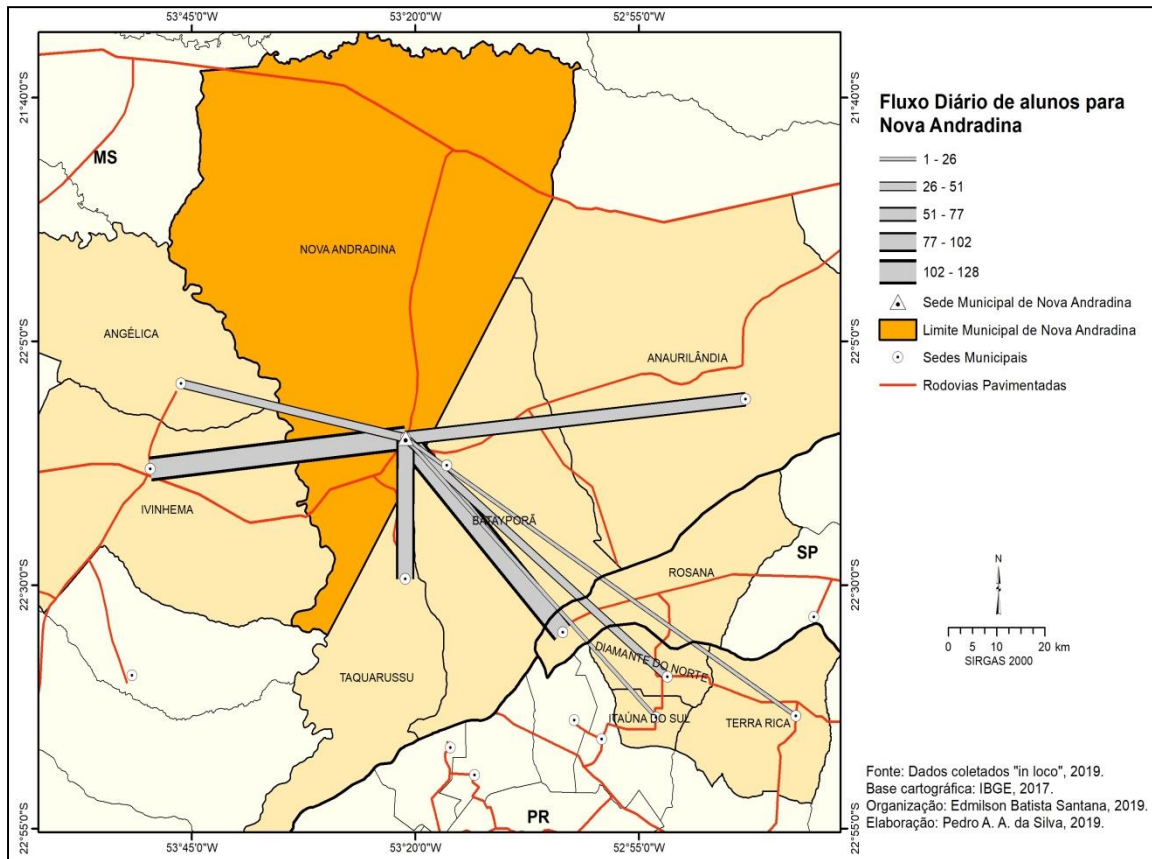 53°45'0"W 53°20'0"W 52°55'0"W
21°40'0"S 21°40'0"S
MS
NOVA ANDRADINA
ANGÉLICA
22°5'0"S 22°5'0"S
ANAURILÂNDIA
IVINHEMA
BATAYPORÃ
SP
ROSANA
22°30'0"S 22°30'0"S
DIAMANTE DO NORTE
TAQUARUSSU
ITAÚNA DO SUL
TERRA RICA
PR
22°55'0"S 22°55'0"S
53°45'0"W 53°20'0"W 52°55'0"W
Fluxo Diário de alunos para
Nova Andradina
1 - 26
26 - 51
51 - 77
77 - 102
102 - 128
Sede Municipal de Nova Andradina
Limite Municipal de Nova Andradina
Sedes Municipais
Rodovias Pavimentadas
N
0 5 10 20 km
SIRGAS 2000
Fonte: Dados coletados "in loco", 2019.
Base cartográfica: IBGE, 2017.
Organização: Edmilson Batista Santana, 2019.
Elaboração: Pedro A. A. da Silva, 2019.